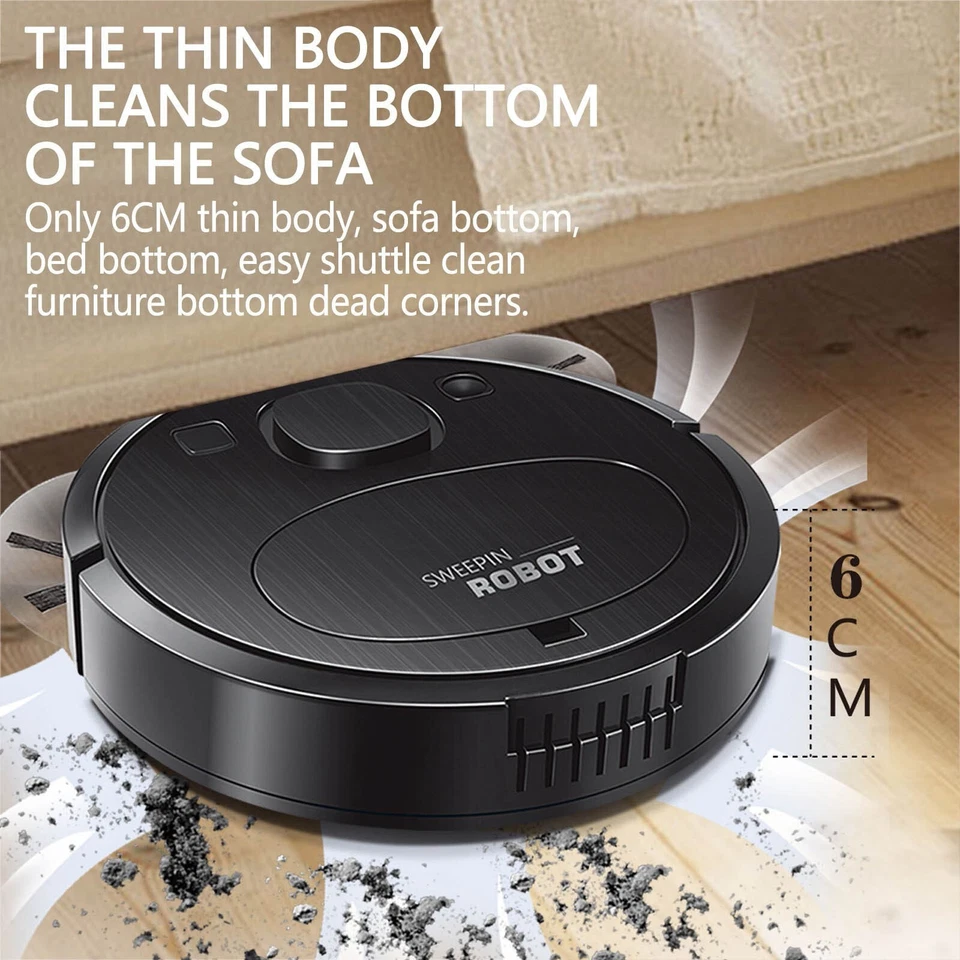 THE THIN BODY
CLEANS THE BOTTOM
OF THE SOFA
Only 6CM thin body, sofa bottom,
bed bottom, easy shuttle clean
furniture bottom dead corners.
SWEEPIN
ROBOT
6
C
M